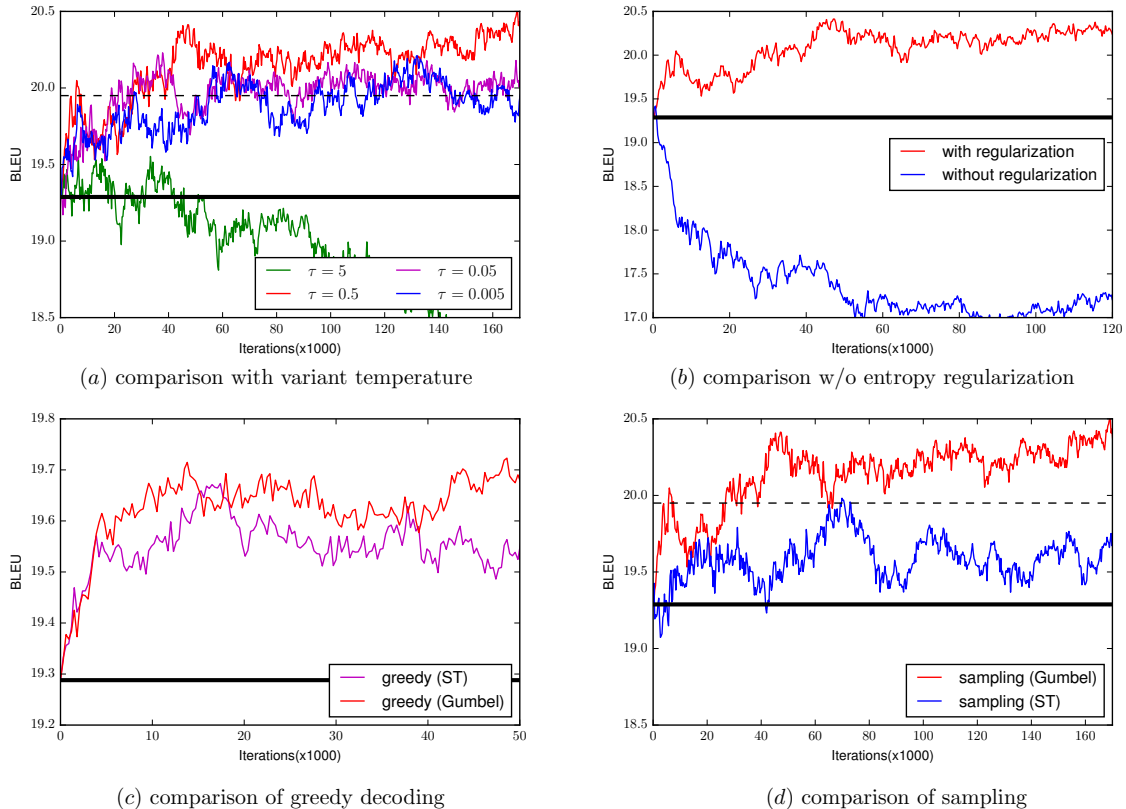 20.5
20.0
19.5
19.0
18.5
BLEU
τ = 5
τ = 0.5
τ = 0.05
τ = 0.005
0 20 40 60 80 100 120 140 160
Iterations(x1000)
(a) comparison with variant temperature
20.5
20.0
19.5
19.0
18.5
18.0
17.5
17.0
BLEU
with regularization
without regularization
0 20 40 60 80 100 120
Iterations(x1000)
(b) comparison w/o entropy regularization
19.8
19.7
19.6
19.5
19.4
19.3
19.2
BLEU
greedy (ST)
greedy (Gumbel)
0 10 20 30 40 50
Iterations(x1000)
(c) comparison of greedy decoding
20.5
20.0
19.5
19.0
18.5
BLEU
sampling (Gumbel)
sampling (ST)
0 20 40 60 80 100 120 140 160
Iterations(x1000)
(d) comparison of sampling